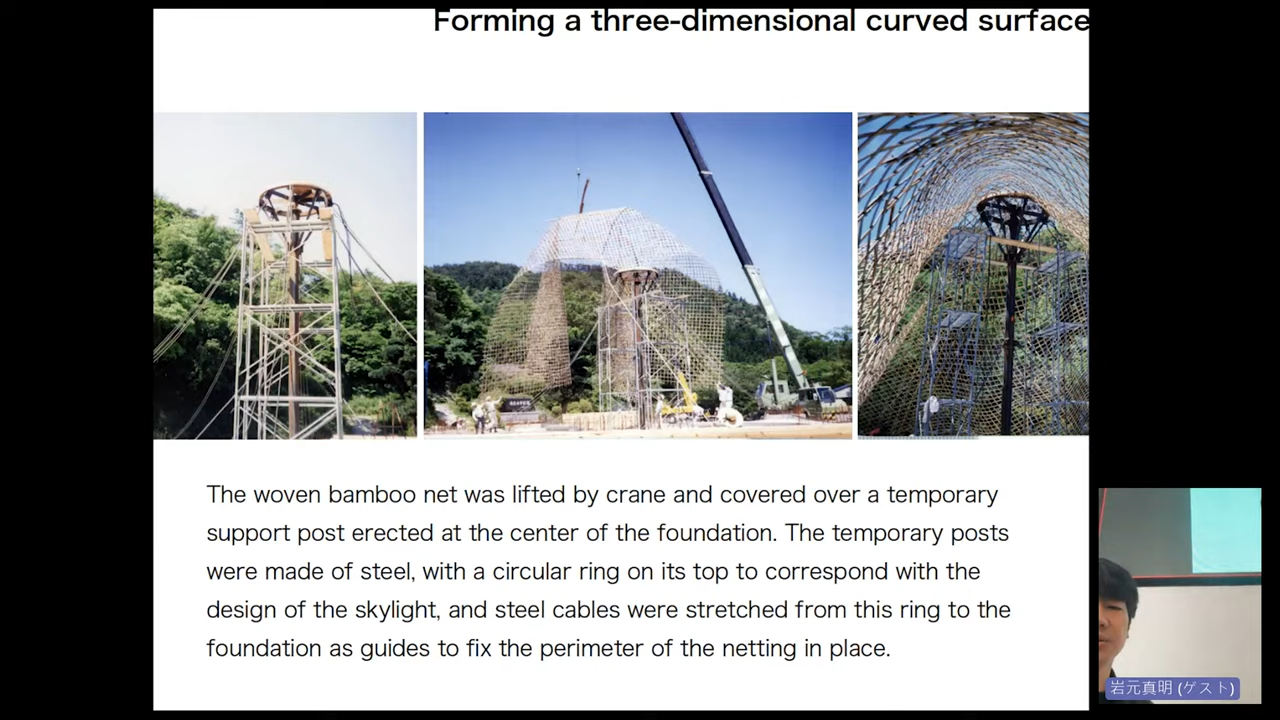 Forming a three-dimensional curved surface
The woven bamboo net was lifted by crane and covered over a temporary
support post erected at the center of the foundation. The temporary posts
were made of steel, with a circular ring on its top to correspond with the
design of the skylight, and steel cables were stretched from this ring to the
foundation as guides to fix the perimeter of the netting in place.
岩元真明 (ゲスト)